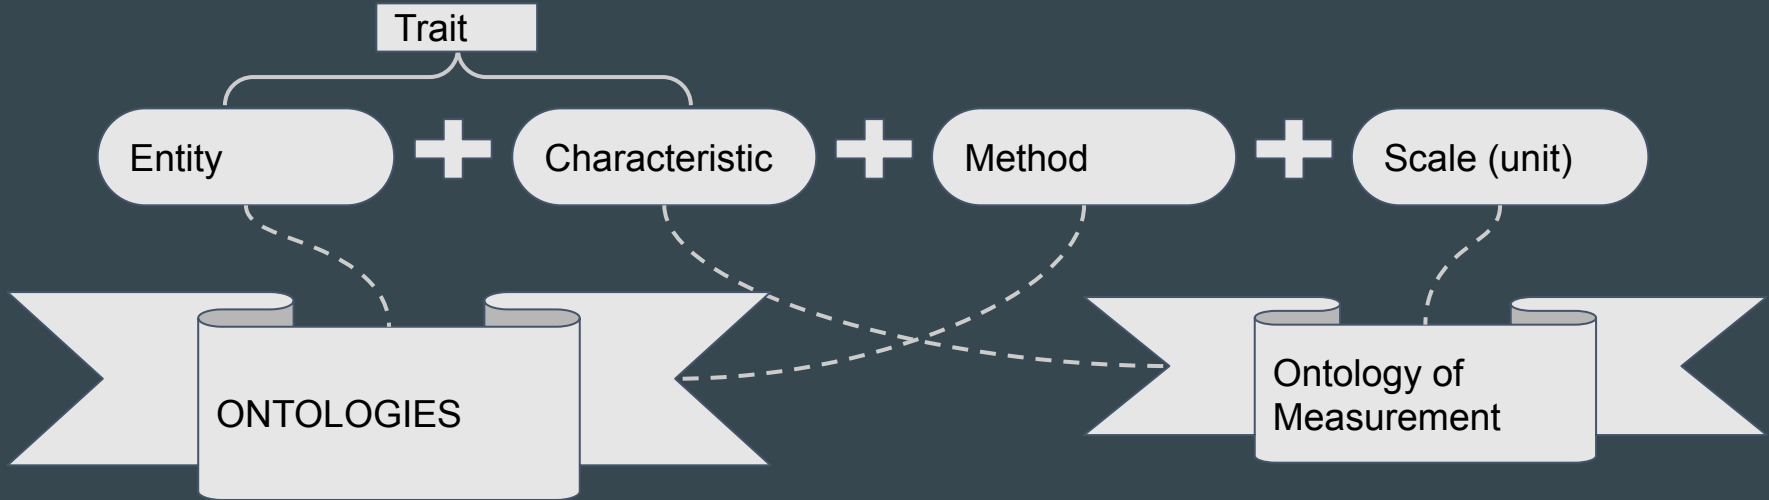 Trait
Entity
Characteristic
Method
Scale (unit)
ONTOLOGIES
Ontology of
Measurement